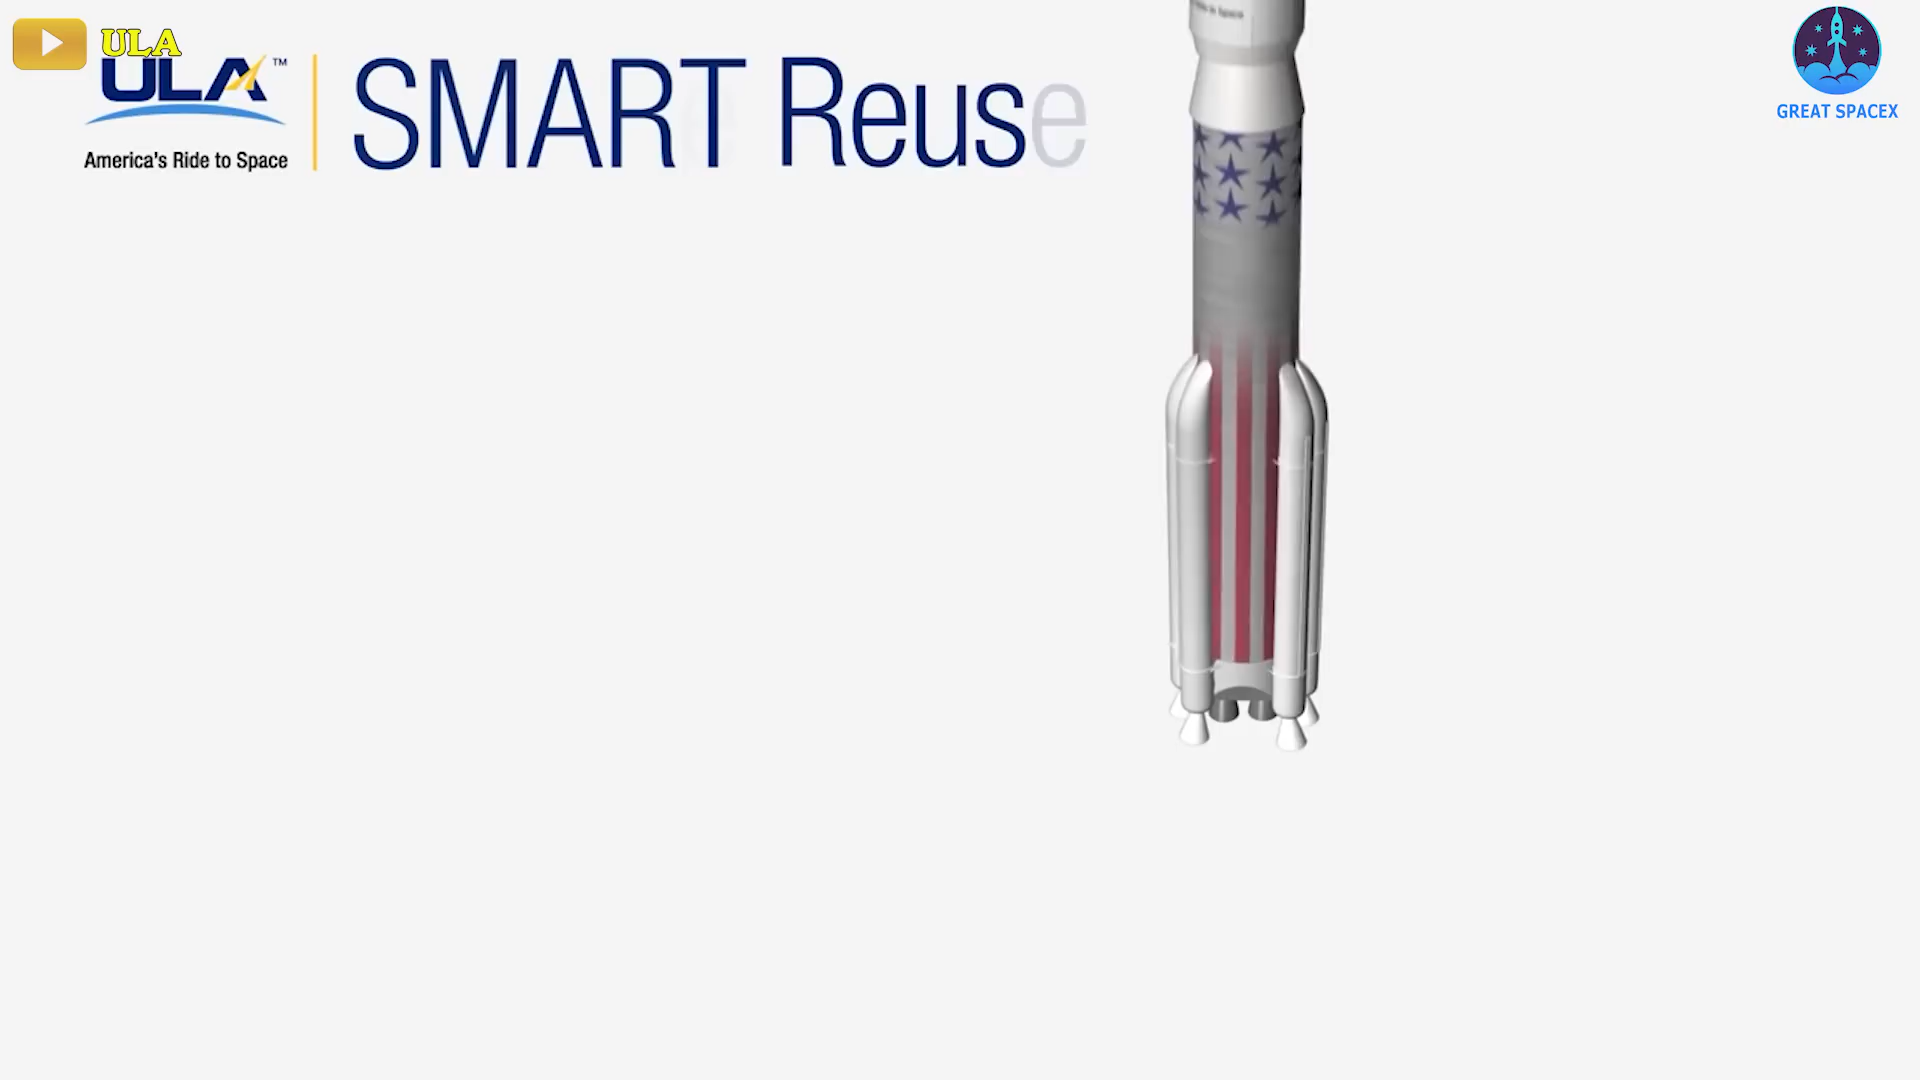 ULA
ULA™
America's Ride to Space
SMART Reuse
GREAT SPACEX